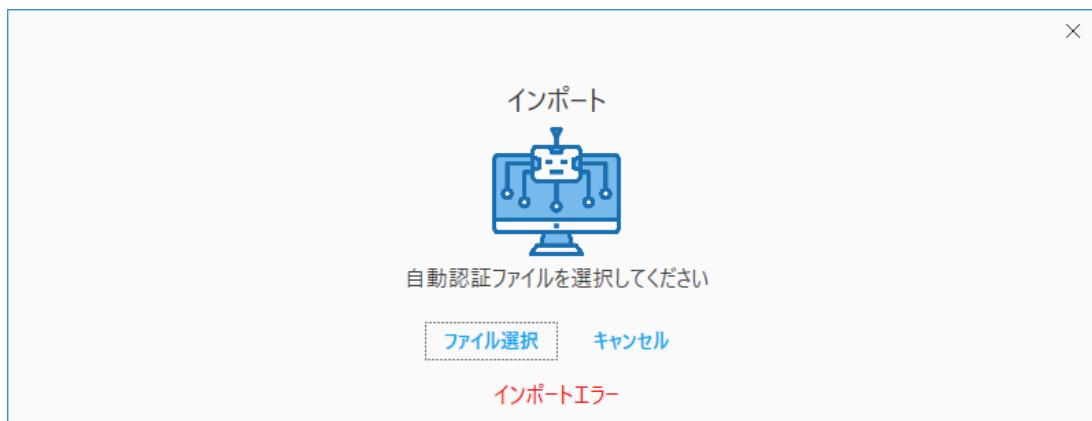 インポート
自動認証ファイルを選択してください
ファイル選択 キャンセル
インポートエラー